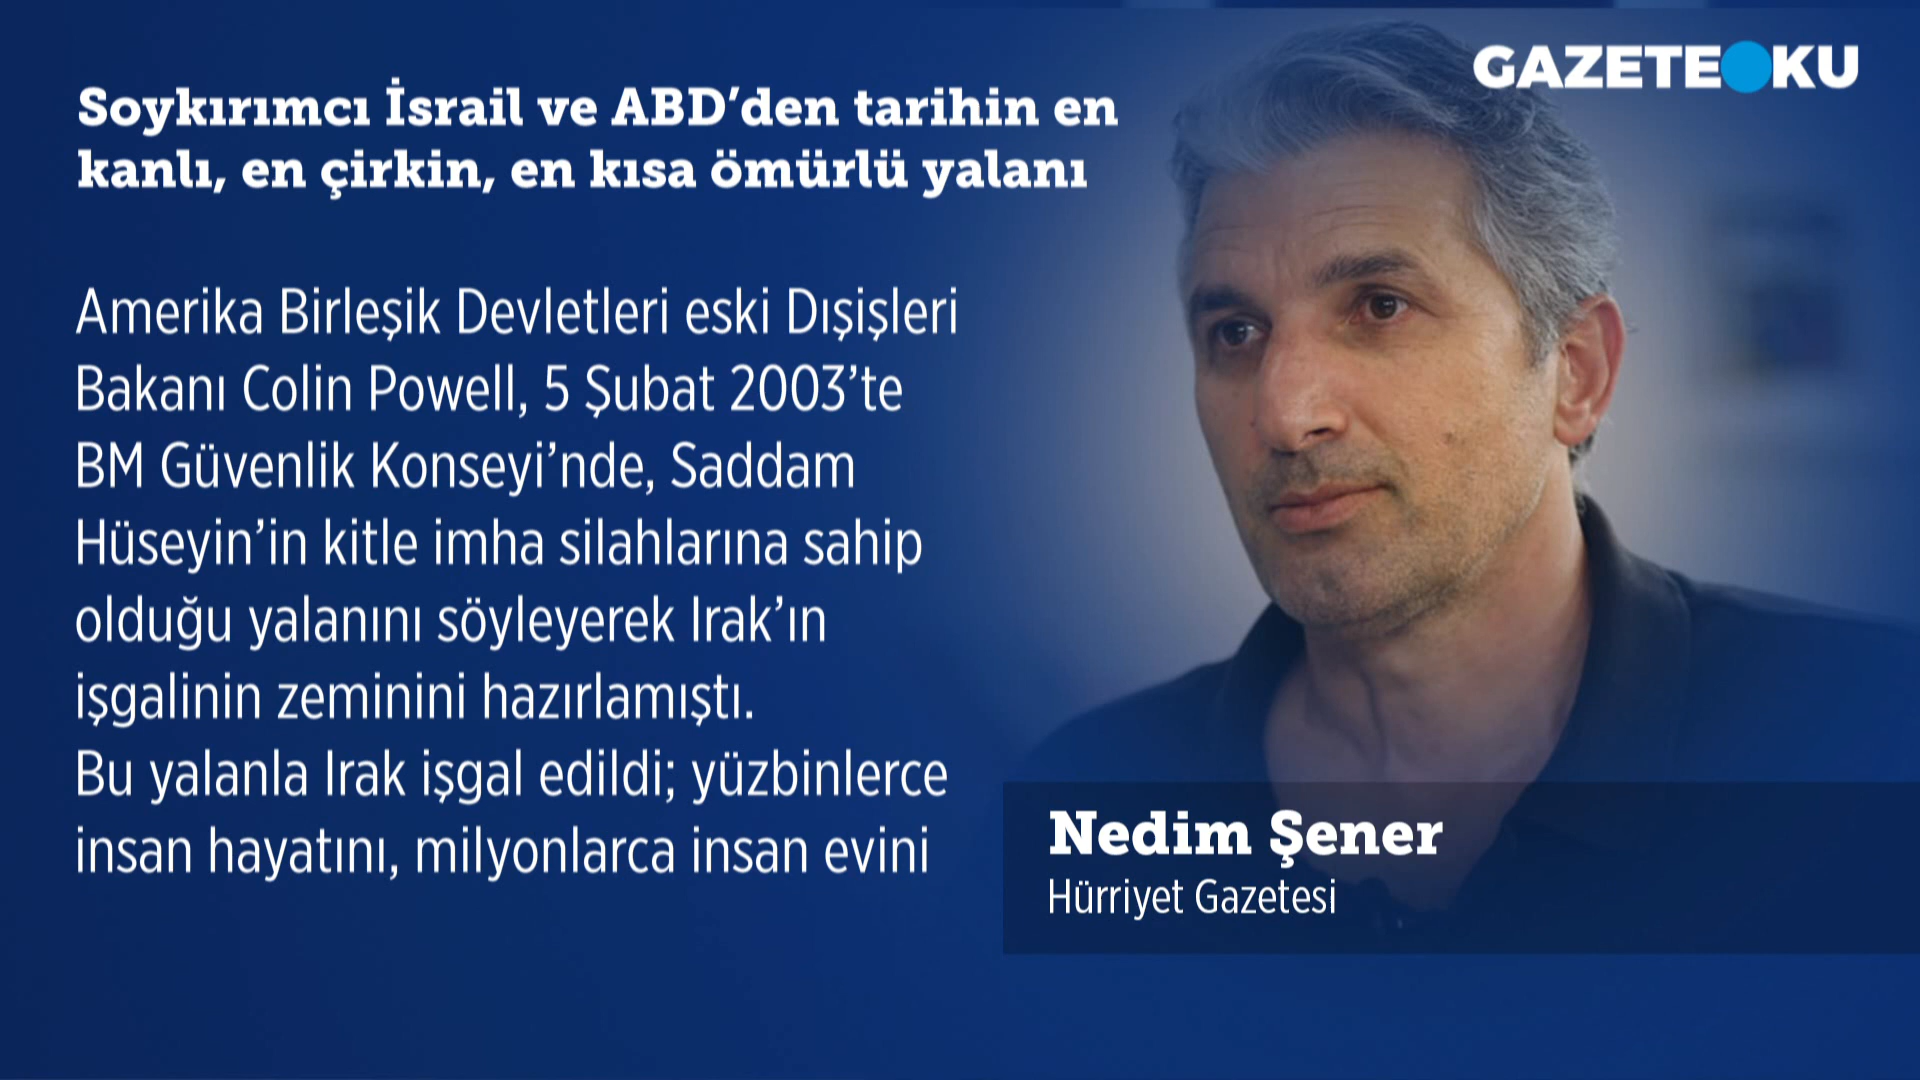 GAZETEOKU
Soykırımcı İsrail ve ABD’den tarihin en
kanlı, en çirkin, en kısa ömürlü yalanı
Amerika Birleşik Devletleri eski Dışişleri
Bakanı Colin Powell, 5 Şubat 2003’te
BM Güvenlik Konseyi’nde, Saddam
Hüseyin’in kitle imha silahlarına sahip
olduğu yalanını söyleyerek Irak’ın
işgalinin zeminini hazırlamıştı.
Bu yalanla Irak işgal edildi; yüzbinlerce
insan hayatını, milyonlarca insan evini
Nedim Şener
Hürriyet Gazetesi